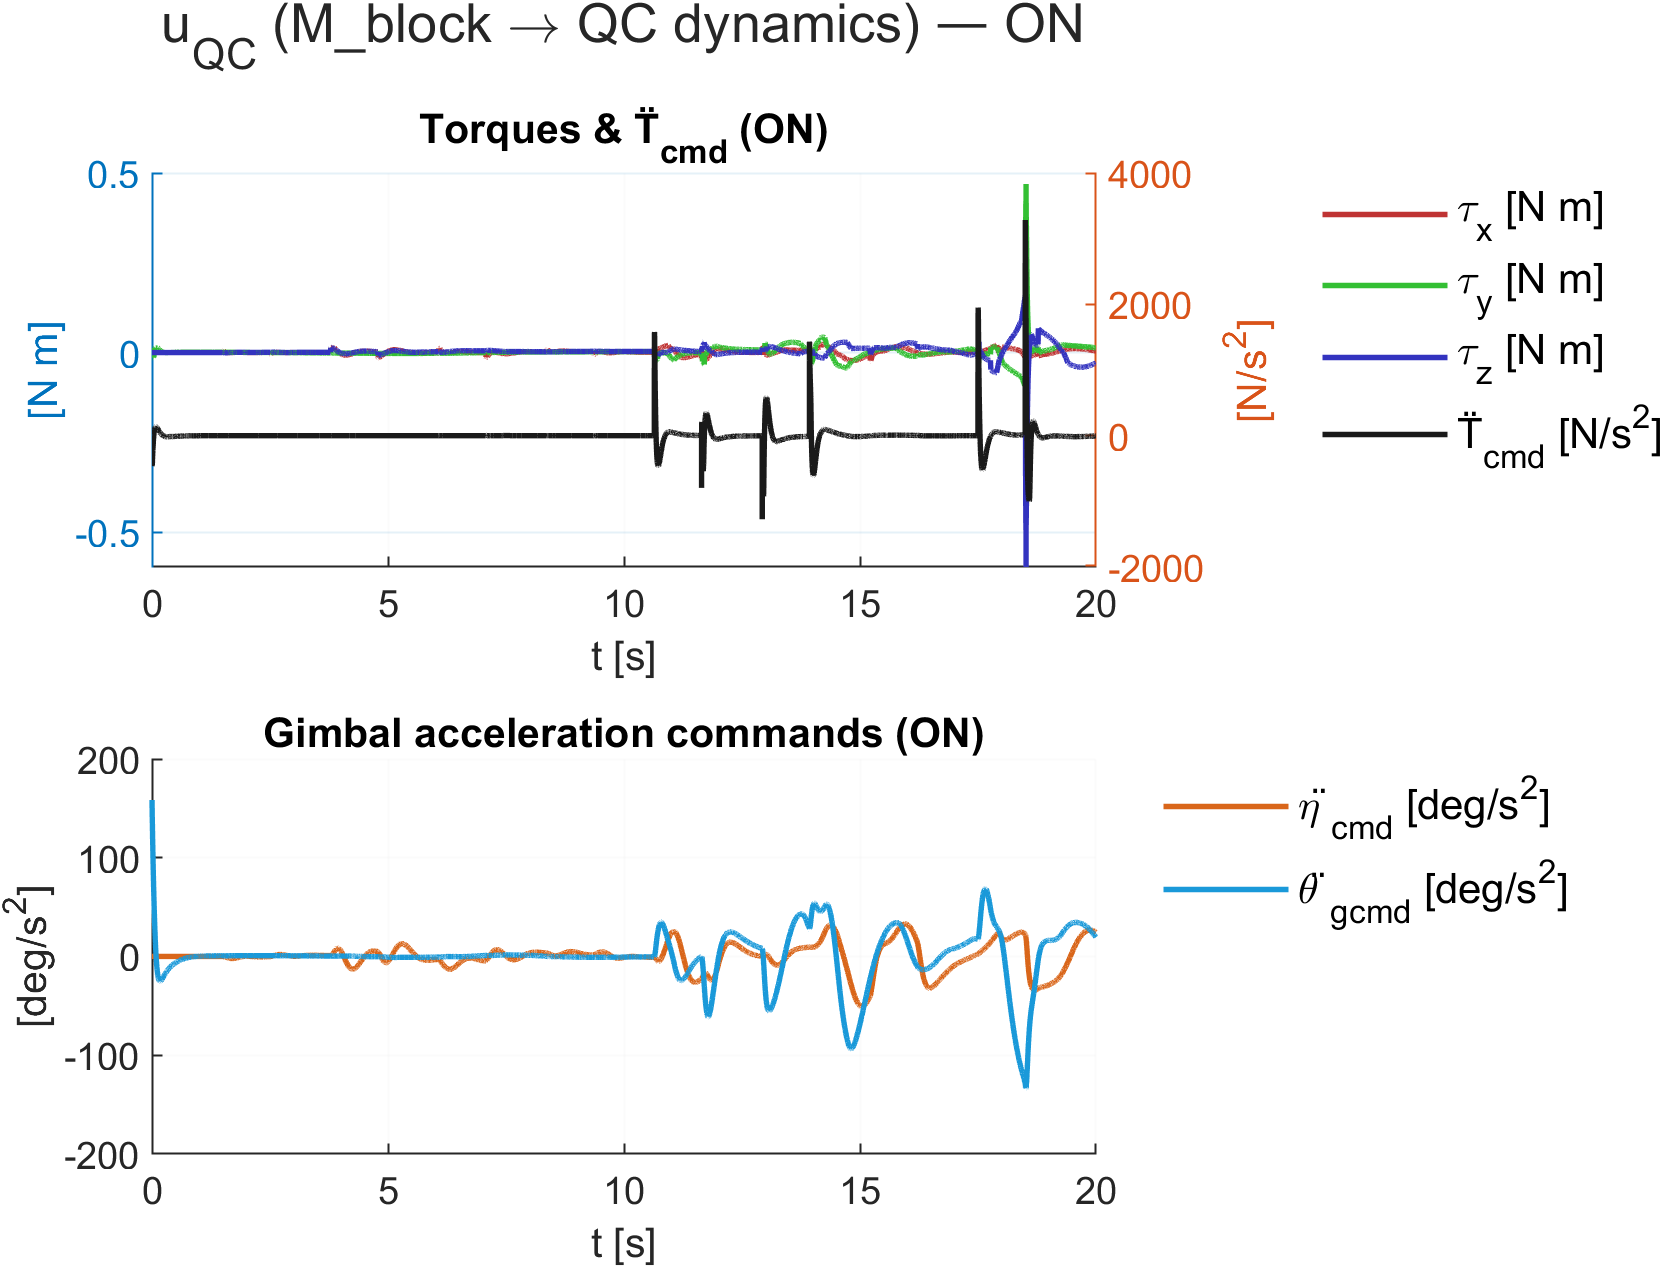 u_QC (M_block → QC dynamics) — ON
Torques & T̈_cmd (ON)
0.5
0
-0.5
[N m]
4000
2000
0
-2000
[N/s²]
0 5 10 15 20
t [s]
τ_x [N m]
τ_y [N m]
τ_z [N m]
T̈_cmd [N/s²]
Gimbal acceleration commands (ON)
200
100
0
-100
-200
[deg/s²]
0 5 10 15 20
t [s]
η̈_cmd [deg/s²]
θ̈_gcmd [deg/s²]